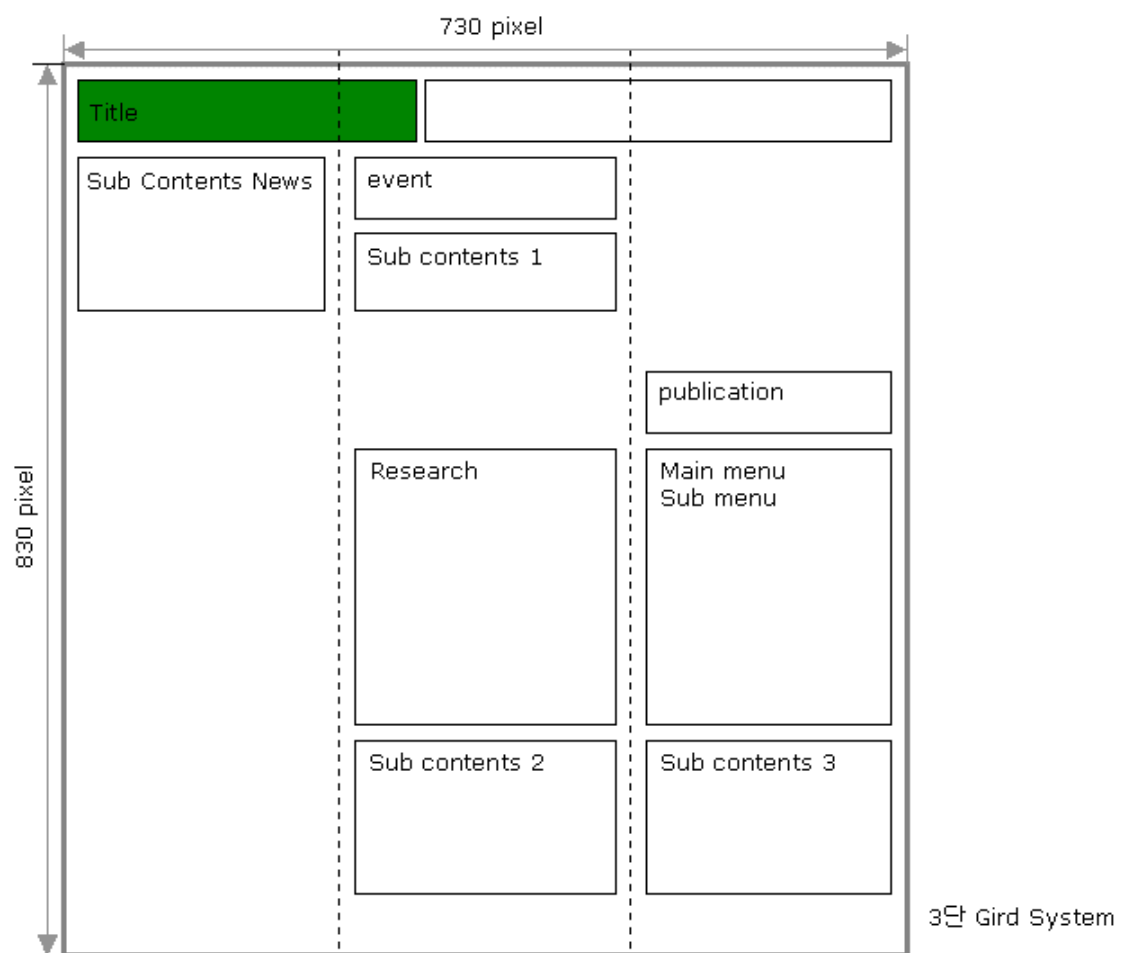 730 pixel
Title
Sub Contents News
event
Sub contents 1
publication
830 pixel
Research
Main menu
Sub menu
Sub contents 2
Sub contents 3
3단 Gird System